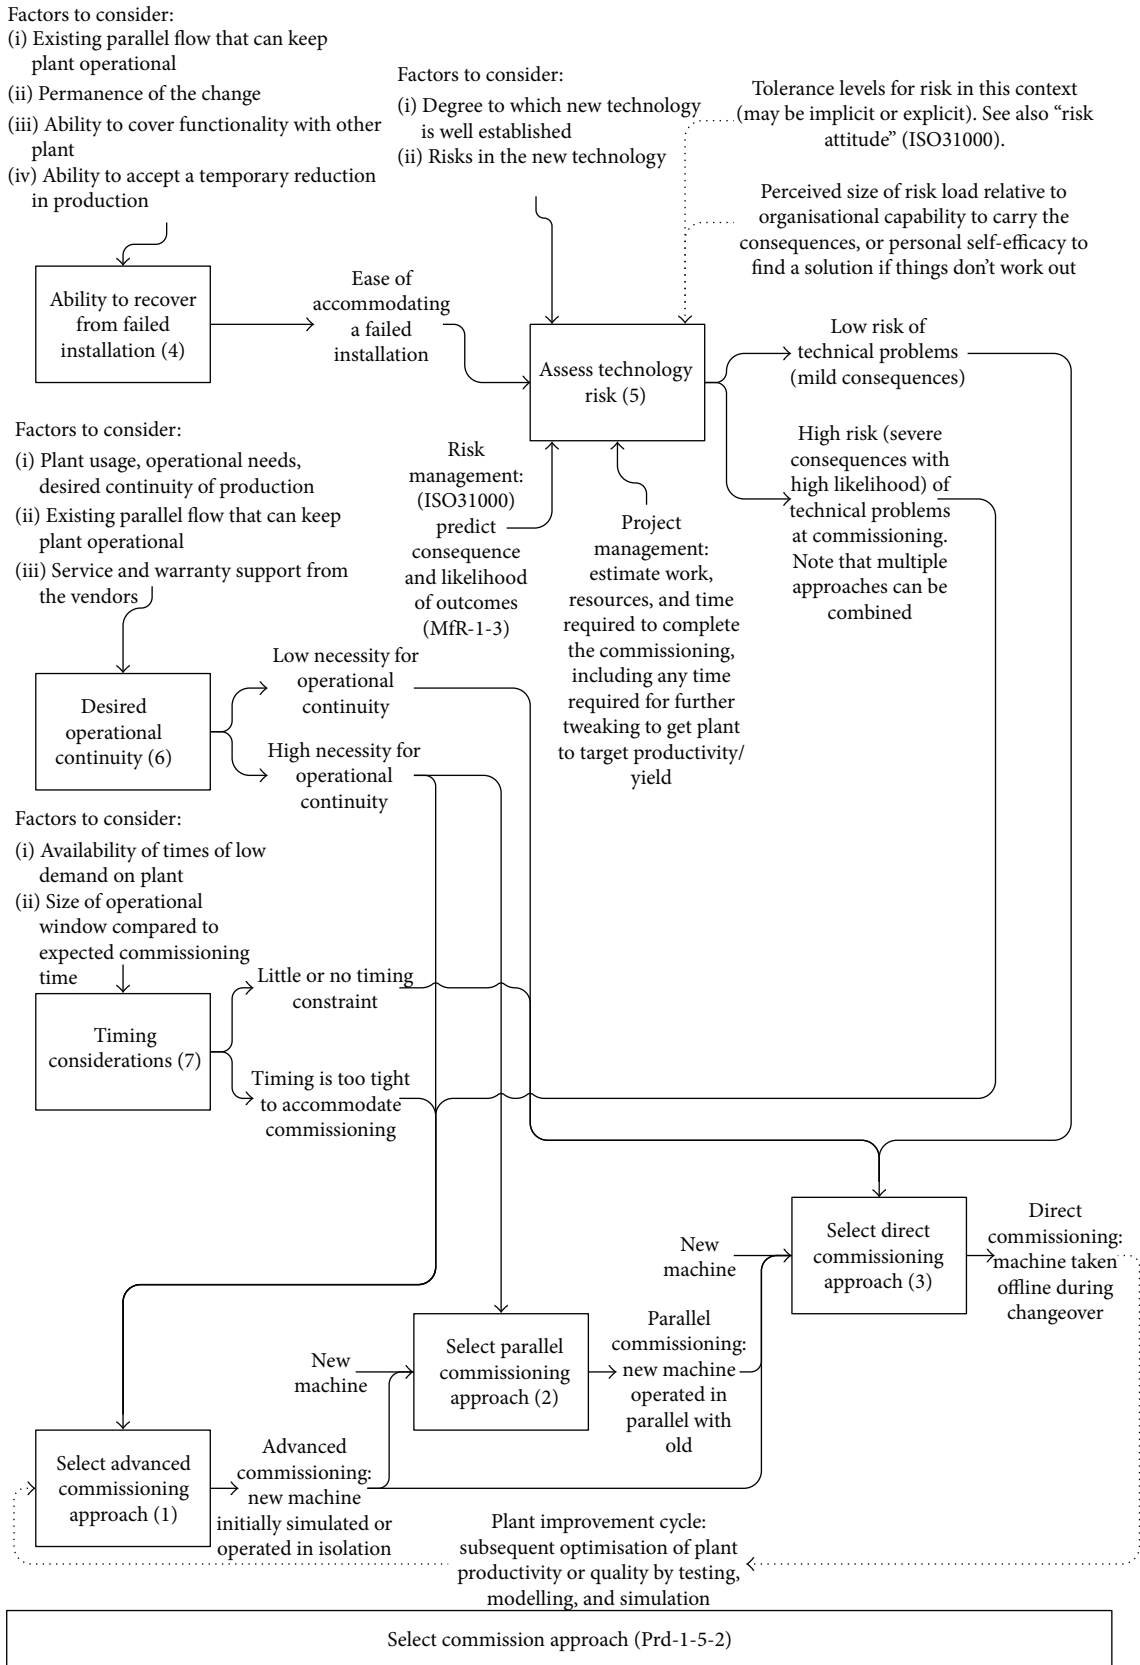 Factors to consider:
(i) Existing parallel flow that can keep
plant operational
(ii) Permanence of the change
(iii) Ability to cover functionality with other
plant
(iv) Ability to accept a temporary reduction
in production
Factors to consider:
(i) Degree to which new technology
is well established
(ii) Risks in the new technology
Tolerance levels for risk in this context
(may be implicit or explicit). See also “risk
attitude” (ISO31000).
Perceived size of risk load relative to
organisational capability to carry the
consequences, or personal self-efficacy to
find a solution if things don’t work out
Ability to recover
from failed
installation (4)
Ease of
accommodating
a failed
installation
Assess technology
risk (5)
Low risk of
technical problems
(mild consequences)
High risk (severe
consequences with
high likelihood) of
technical problems
at commissioning.
Note that multiple
approaches can be
combined
Risk
management:
(ISO31000)
predict
consequence
and likelihood
of outcomes
(MfR-1-3)
Project
management:
estimate work,
resources, and time
required to complete
the commissioning,
including any time
required for further
tweaking to get plant
to target productivity/
yield
Factors to consider:
(i) Plant usage, operational needs,
desired continuity of production
(ii) Existing parallel flow that can keep
plant operational
(iii) Service and warranty support from
the vendors
Desired
operational
continuity (6)
Low necessity for
operational
continuity
High necessity for
operational
continuity
Factors to consider:
(i) Availability of times of low
demand on plant
(ii) Size of operational
window compared to
expected commissioning
time
Timing
considerations (7)
Little or no timing
constraint
Timing is too tight
to accommodate
commissioning
New
machine
Select direct
commissioning
approach (3)
Direct
commissioning:
machine taken
offline during
changeover
New
machine
Select parallel
commissioning
approach (2)
Parallel
commissioning:
new machine
operated in
parallel with
old
Select advanced
commissioning
approach (1)
Advanced
commissioning:
new machine
initially simulated or
operated in isolation
Plant improvement cycle:
subsequent optimisation of plant
productivity or quality by testing,
modelling, and simulation
Select commission approach (Prd-1-5-2)